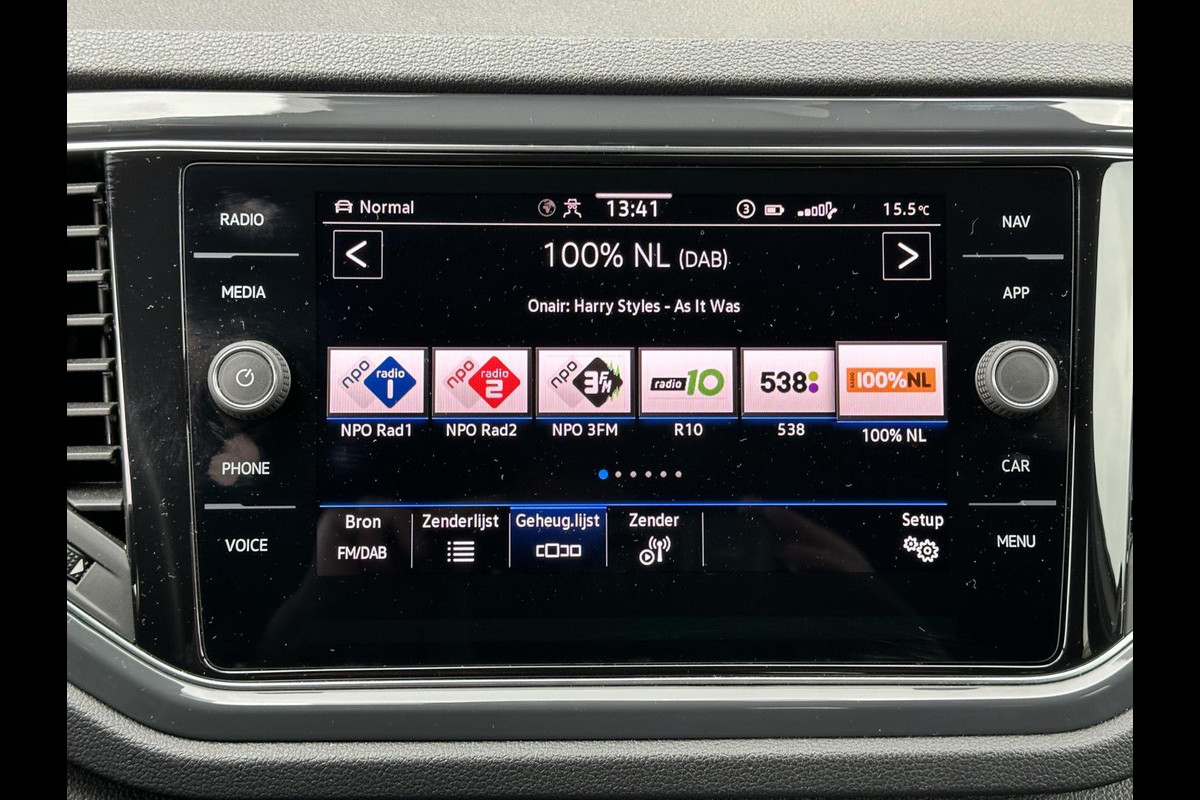 RADIO
MEDIA
PHONE
VOICE
Normal
13:41
3
15.5°C
<
100% NL (DAB)
>
Onair: Harry Styles - As It Was
npo radio 1
npo radio 2
npo 3FM
radio 10
538
RADIO 100% NL
NPO Rad1
NPO Rad2
NPO 3FM
R10
538
100% NL
Bron
FM/DAB
Zenderlijst
Geheug.lijst
Zender
Setup
NAV
APP
CAR
MENU